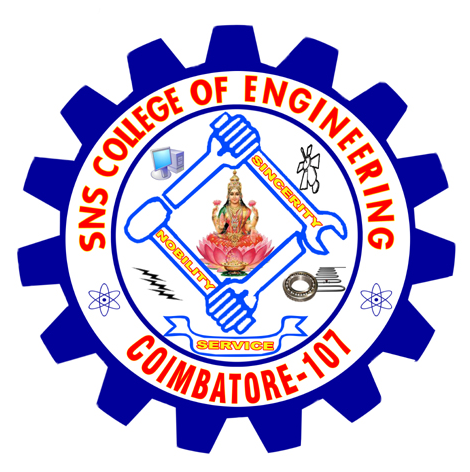 SNS COLLEGE OF ENGINEERING
SINCERITY
NOBILITY
SERVICE
COIMBATORE-107